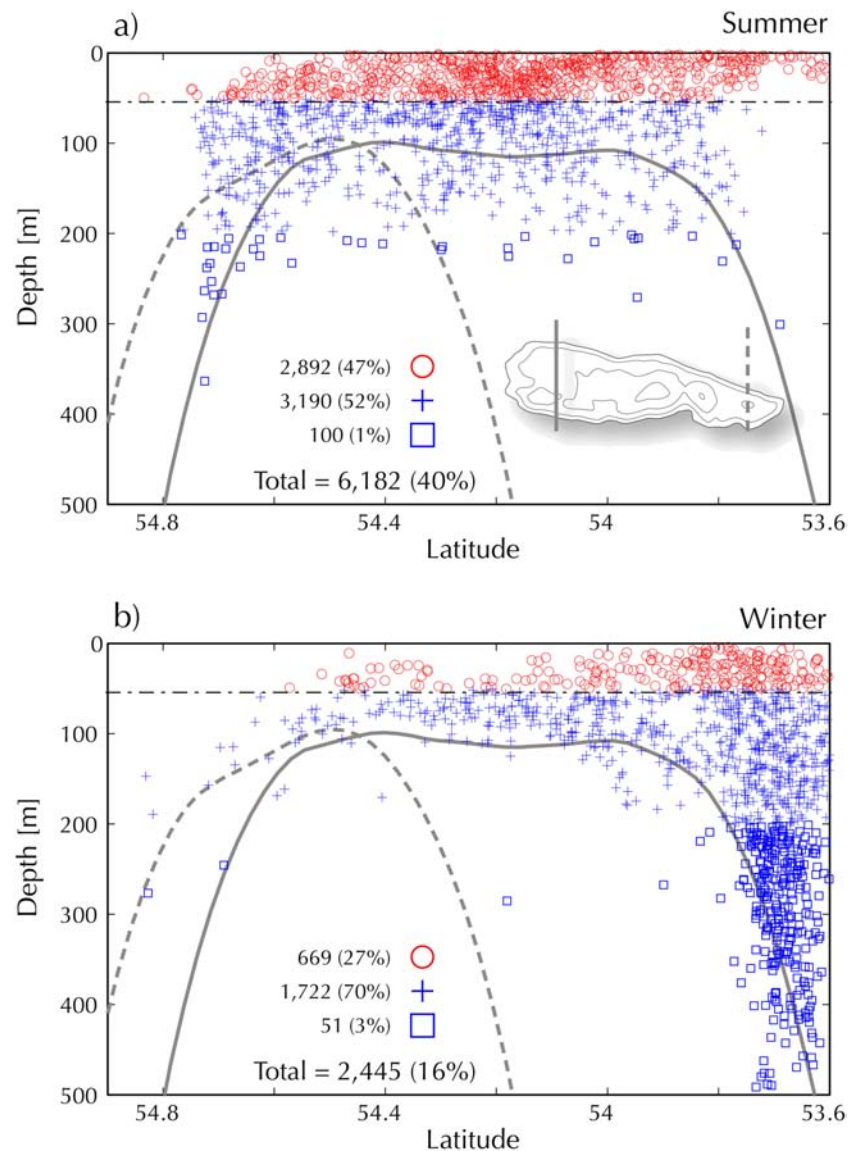 a)
Summer
0
100
200
300
400
500
Depth [m]
2,892 (47%)
3,190 (52%)
100 (1%)
Total = 6,182 (40%)
54.8
54.4
54
53.6
Latitude
b)
Winter
0
100
200
300
400
500
Depth [m]
669 (27%)
1,722 (70%)
51 (3%)
Total = 2,445 (16%)
54.8
54.4
54
53.6
Latitude